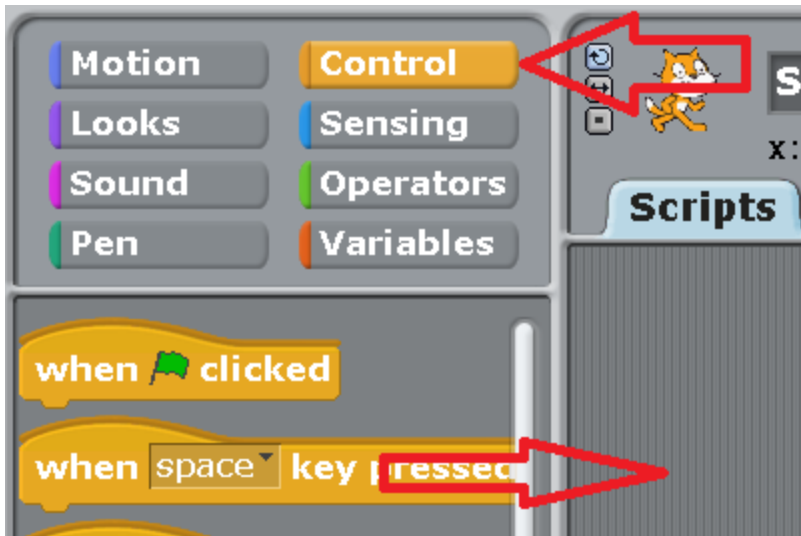 Motion Control
Looks Sensing
Sound Operators
Pen Variables
S
x:
Scripts
when clicked
when space key pressed